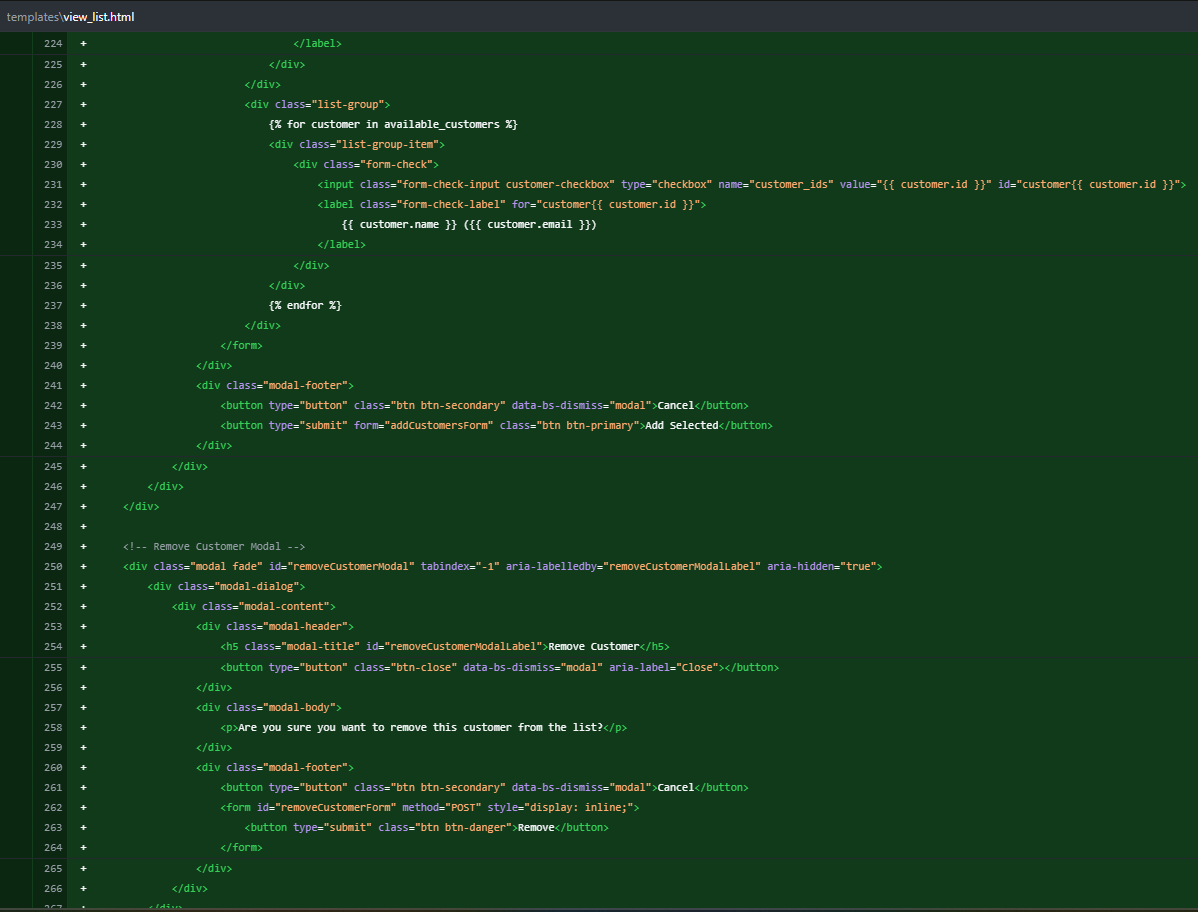 templates\view_list.html
224 + </label>
225 + </div>
226 + </div>
227 + <div class="list-group">
228 + {% for customer in available_customers %}
229 + <div class="list-group-item">
230 + <div class="form-check">
231 + <input class="form-check-input customer-checkbox" type="checkbox" name="customer_ids" value="{{ customer.id }}" id="customer{{ customer.id }}">
232 + <label class="form-check-label" for="customer{{ customer.id }}">
233 + {{ customer.name }} ({{ customer.email }})
234 + </label>
235 + </div>
236 + </div>
237 + {% endfor %}
238 + </div>
239 + </form>
240 + </div>
241 + <div class="modal-footer">
242 + <button type="button" class="btn btn-secondary" data-bs-dismiss="modal">Cancel</button>
243 + <button type="submit" form="addCustomersForm" class="btn btn-primary">Add Selected</button>
244 + </div>
245 + </div>
246 + </div>
247 + </div>
248 +
249 + <!-- Remove Customer Modal -->
250 + <div class="modal fade" id="removeCustomerModal" tabindex="-1" aria-labelledby="removeCustomerModalLabel" aria-hidden="true">
251 + <div class="modal-dialog">
252 + <div class="modal-content">
253 + <div class="modal-header">
254 + <h5 class="modal-title" id="removeCustomerModalLabel">Remove Customer</h5>
255 + <button type="button" class="btn-close" data-bs-dismiss="modal" aria-label="Close"></button>
256 + </div>
257 + <div class="modal-body">
258 + <p>Are you sure you want to remove this customer from the list?</p>
259 + </div>
260 + <div class="modal-footer">
261 + <button type="button" class="btn btn-secondary" data-bs-dismiss="modal">Cancel</button>
262 + <form id="removeCustomerForm" method="POST" style="display: inline;">
263 + <button type="submit" class="btn btn-danger">Remove</button>
264 + </form>
265 + </div>
266 + </div>
267 + </div>